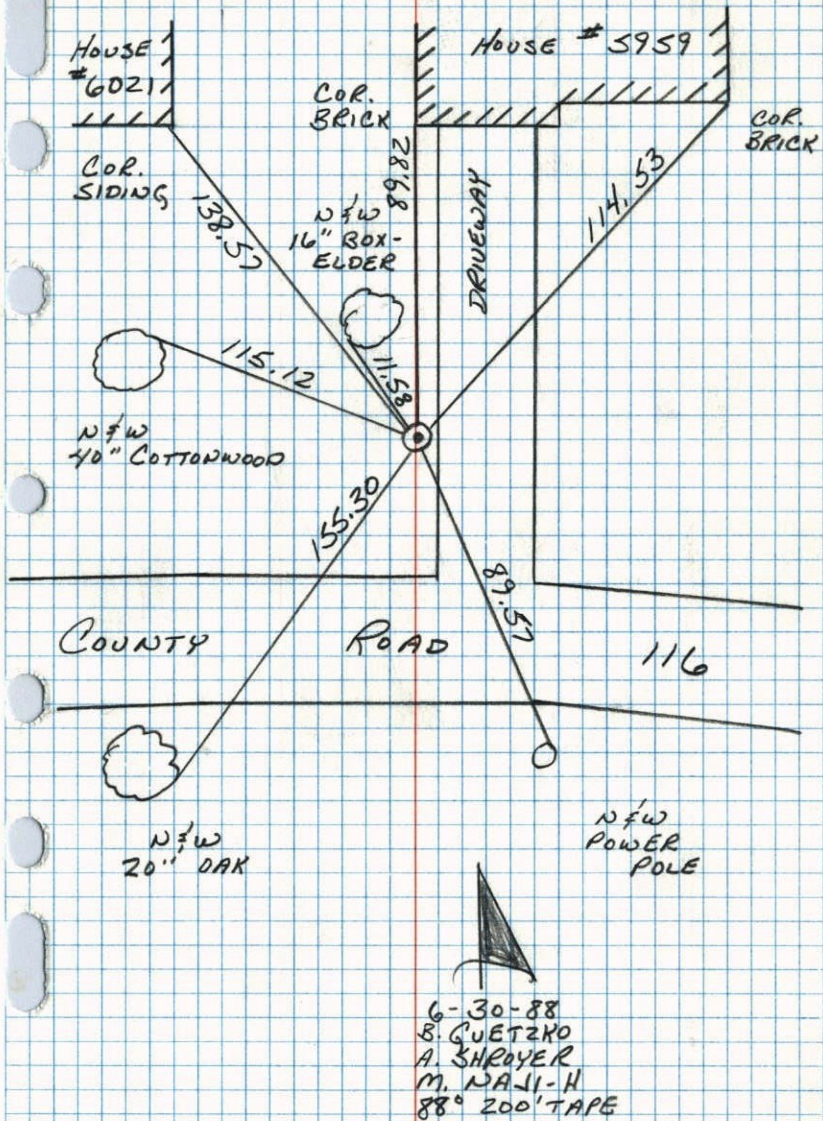 HOUSE
#6021
COR.
SIDING
COR.
BRICK
HOUSE #5959
COR.
BRICK
138.57
N & W
16" BOX-
ELDER
89.82
DRIVEWAY
114.53
115.12
11.58
N & W
40" COTTONWOOD
155.30
89.57
COUNTY ROAD 116
N & W
20" OAK
N & W
POWER
POLE
6-30-88
B. GUETZKO
A. SHROYER
M. NAJI-H
88° 200' TAPE